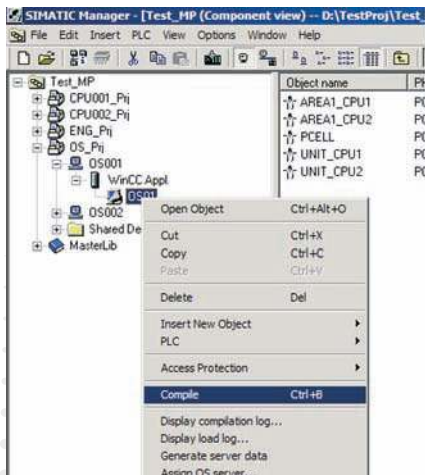 SIMATIC Manager - [Test_MP (Component view) -- D:\TestProj\Test_
File Edit Insert PLC View Options Window Help
Test_MP
CPU001_Prj
CPU002_Prj
ENG_Prj
OS_Prj
OS001
WinCC Appl.
OS01
OS002
Shared De
MasterLib
Object name
AREA1_CPU1
AREA1_CPU2
PCELL
UNIT_CPU1
UNIT_CPU2
Open Object Ctrl+Alt+O
Cut Ctrl+X
Copy Ctrl+C
Paste Ctrl+V
Delete Del
Insert New Object
PLC
Access Protection
Compile Ctrl+B
Display compilation log...
Display load log...
Generate server data
Assign OS server...